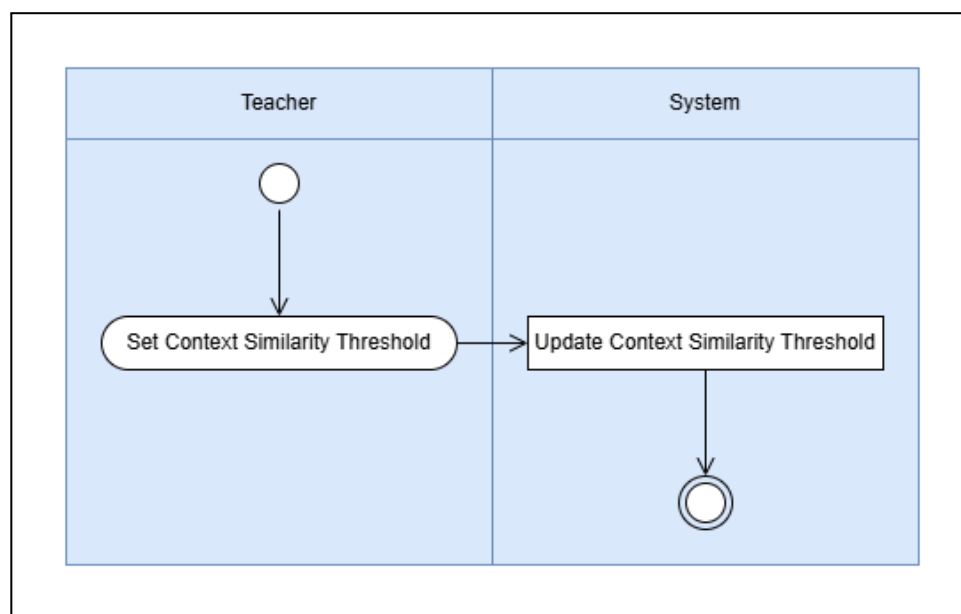 Teacher
System
Set Context Similarity Threshold
Update Context Similarity Threshold